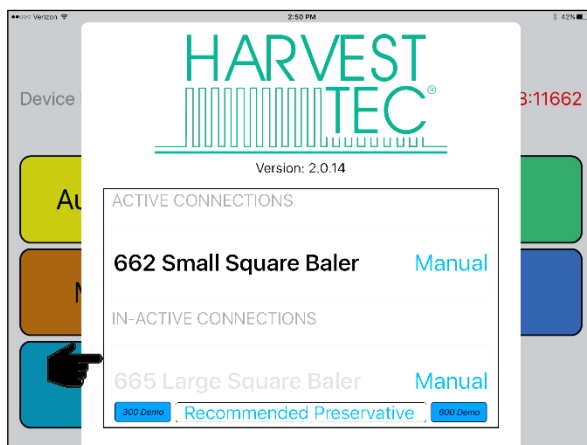 Verizon 2:50 PM 42%
HARVEST
TEC®
Device 3:11662
Version: 2.0.14
ACTIVE CONNECTIONS
662 Small Square Baler Manual
IN-ACTIVE CONNECTIONS
665 Large Square Baler Manual
300 Demo Recommended Preservative 600 Demo